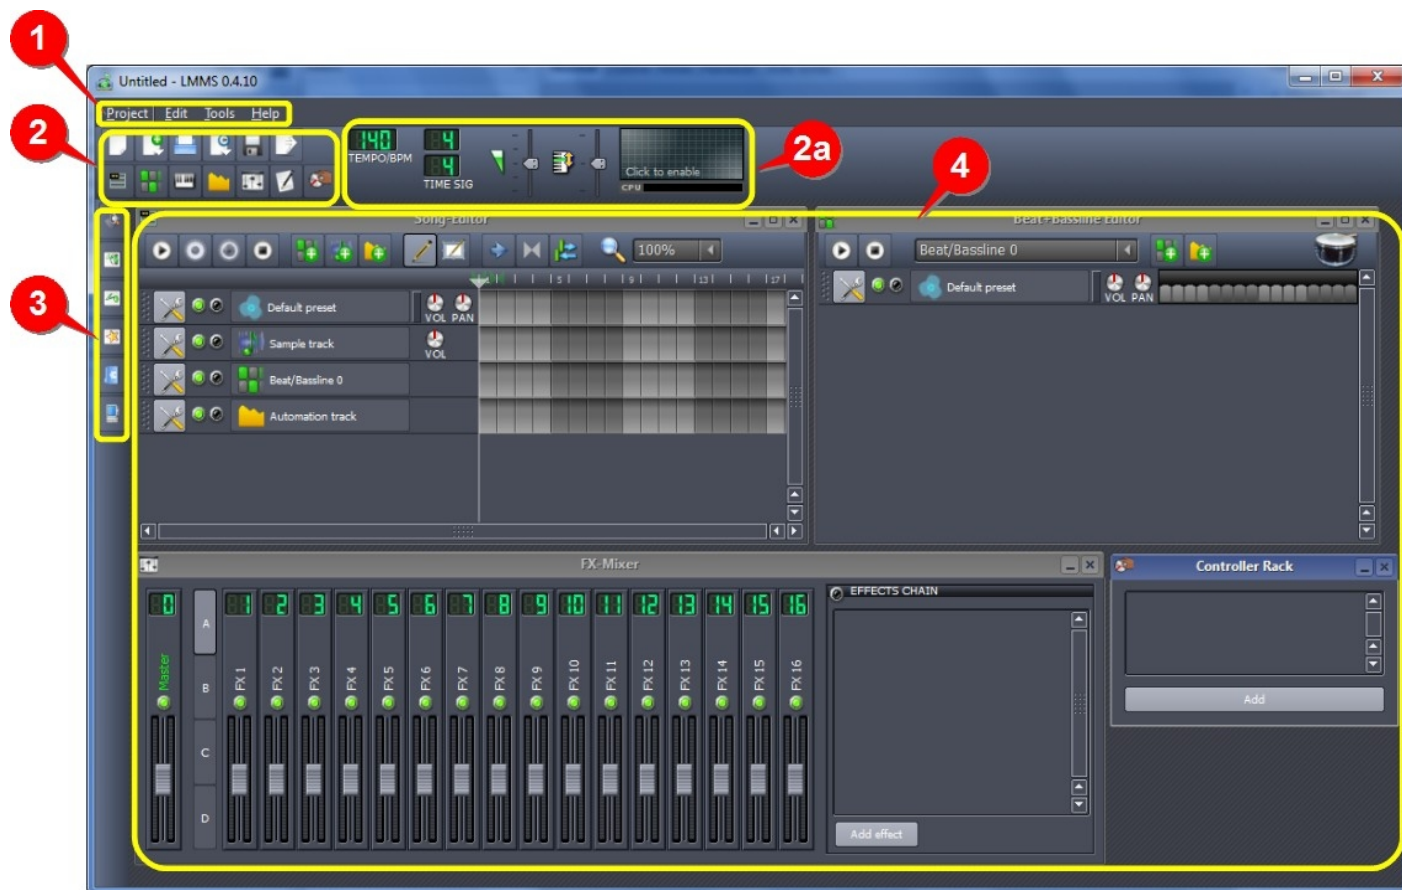 1
Untitled - LMMS 0.4.10
Project Edit Tools Help
2
140
TEMPO/BPM
4
4
TIME SIG
Click to enable
CPU
2a
4
Song-Editor
Beat+Bassline Editor
100%
Beat/Bassline 0
5 9 13 17
3
Default preset
VOL PAN
Default preset
VOL PAN
Sample track
VOL
Beat/Bassline 0
Automation track
FX-Mixer
Controller Rack
0 1 2 3 4 5 6 7 8 9 10 11 12 13 14 15 16
EFFECTS CHAIN
A
B
C
D
Master
FX 1
FX 2
FX 3
FX 4
FX 5
FX 6
FX 7
FX 8
FX 9
FX 10
FX 11
FX 12
FX 13
FX 14
FX 15
FX 16
Add
Add effect